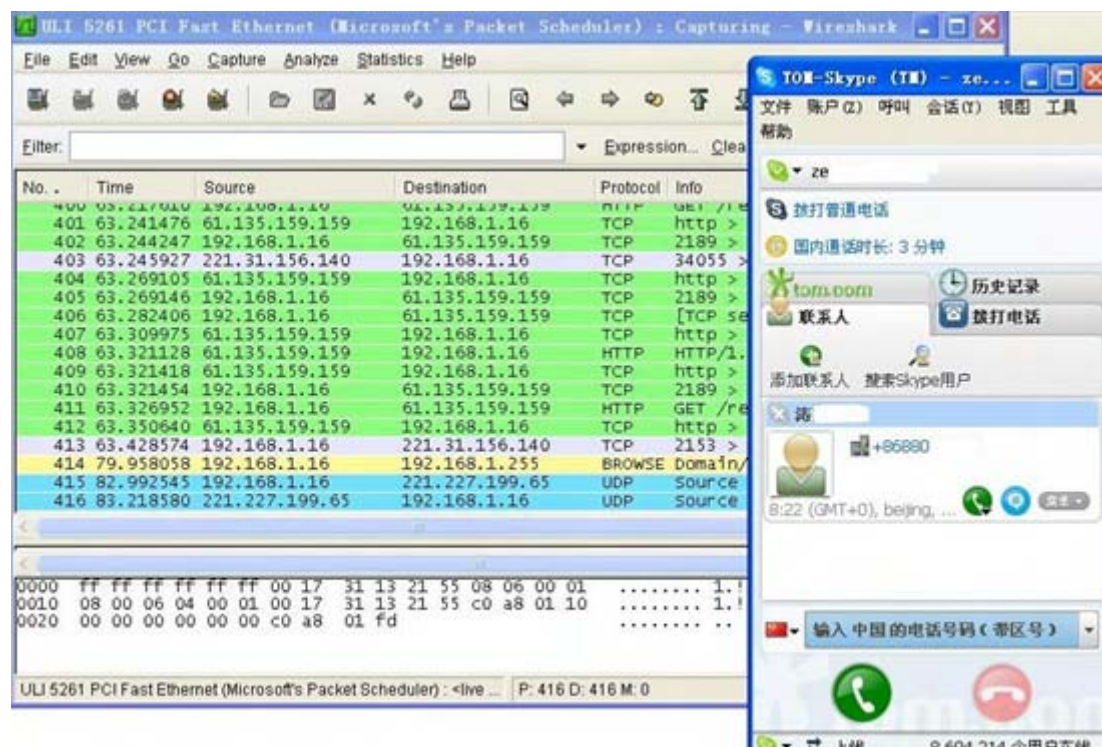 ULI 5261 PCI Fast Ethernet (Microsoft's Packet Scheduler) : Capturing - Wireshark
File Edit View Go Capture Analyze Statistics Help
Filter: Expression...
No. . Time Source Destination Protocol Info
401 63.241476 61.135.159.159 192.168.1.16 TCP http >
402 63.244247 192.168.1.16 61.135.159.159 TCP 2189 >
403 63.245927 221.31.156.140 192.168.1.16 TCP 34055 >
404 63.269105 61.135.159.159 192.168.1.16 TCP http >
405 63.269146 192.168.1.16 61.135.159.159 TCP 2189 >
406 63.282406 192.168.1.16 61.135.159.159 TCP [TCP se
407 63.309975 61.135.159.159 192.168.1.16 TCP http >
408 63.321128 61.135.159.159 192.168.1.16 HTTP HTTP/1.
409 63.321418 61.135.159.159 192.168.1.16 TCP http >
410 63.321454 192.168.1.16 61.135.159.159 TCP 2189 >
411 63.326952 192.168.1.16 61.135.159.159 HTTP GET /re
412 63.350640 61.135.159.159 192.168.1.16 TCP http >
413 63.428574 192.168.1.16 221.31.156.140 TCP 2153 >
414 79.958058 192.168.1.16 192.168.1.255 BROWSE Domain/
415 82.992545 192.168.1.16 221.227.199.65 UDP Source
416 83.218580 221.227.199.65 192.168.1.16 UDP Source
0000 ff ff ff ff ff ff 00 17 31 13 21 55 08 06 00 01 ........ 1.!
0010 08 00 06 04 00 01 00 17 31 13 21 55 c0 a8 01 10 ........ 1.!
0020 00 00 00 00 00 00 c0 a8 01 fd ........ ..
ULI 5261 PCI Fast Ethernet (Microsoft's Packet Scheduler) : <live ... P: 416 D: 416 M: 0
TOM-Skype (TM) - ze...
文件 账户(Z) 呼叫 会话(Y) 视图 工具
帮助
ze
拨打普通电话
国内通话时长: 3 分钟
tom.com 历史记录
联系人 拨打电话
添加联系人 搜索Skype用户
涛
+86880
8:22 (GMT+0), beijing, ...
输入 中国 的电话号码( 带区号 )